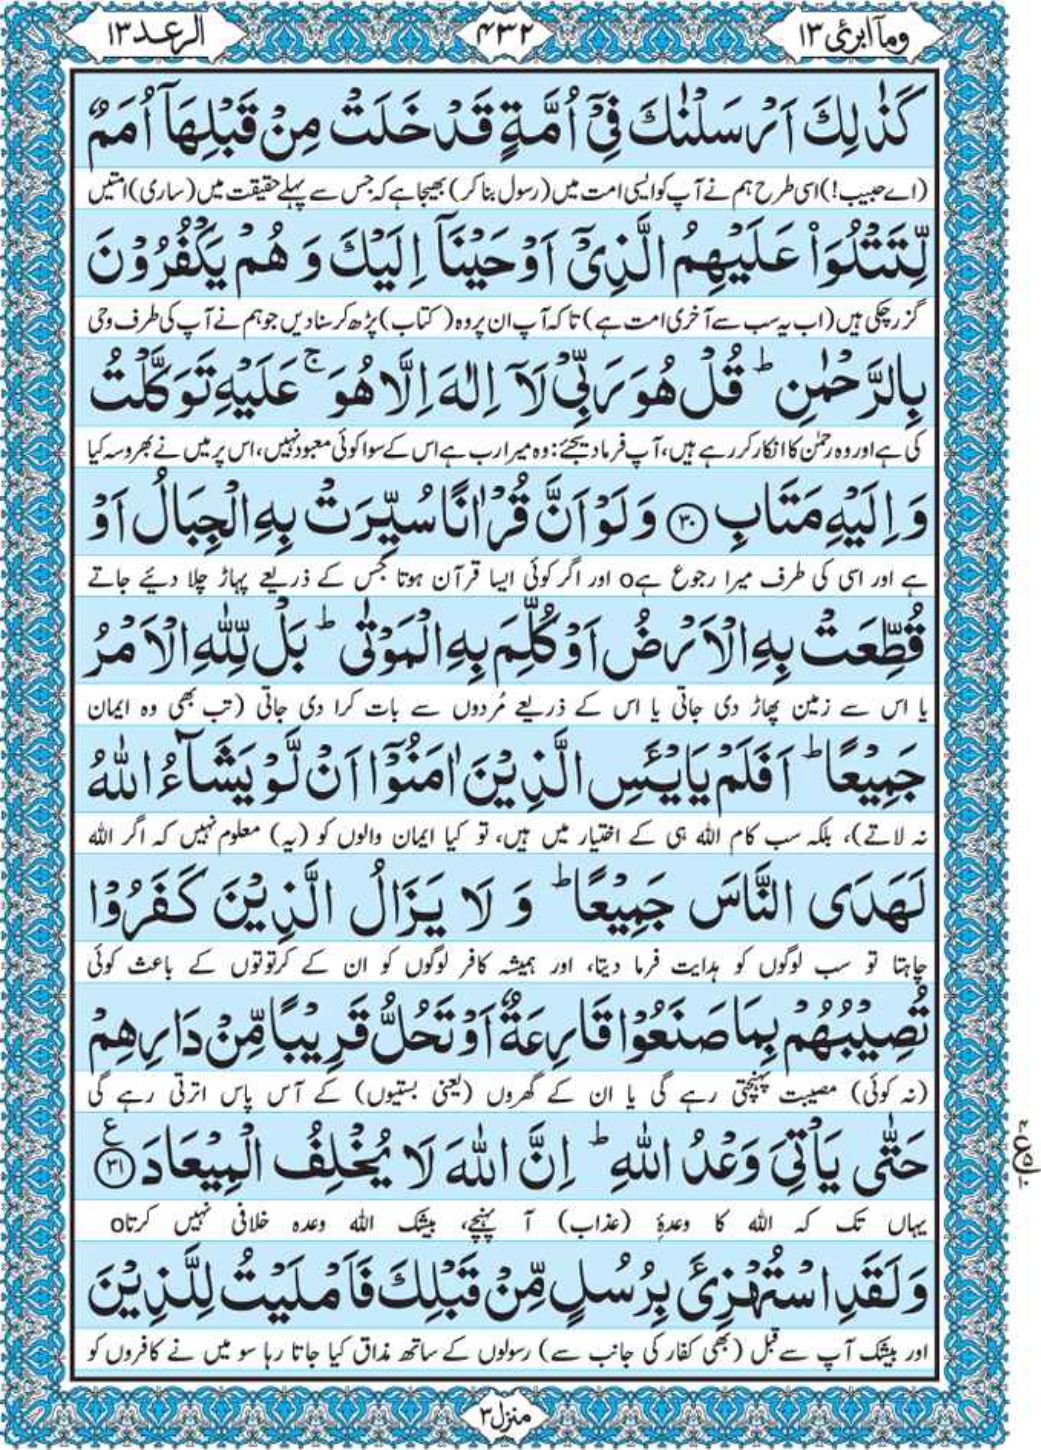 الرعد ١٣
٤٣٢
ومآ ابرئ ١٣
كَذٰلِكَ اَرْسَلْنٰكَ فِیْۤ اُمَّةٍ قَدْ خَلَتْ مِنْ قَبْلِهَاۤ اُمَمٌ
(اے حبیب!) اسی طرح ہم نے آپ کو ایسی امت میں (رسول بنا کر) بھیجا ہے کہ جس سے پہلے حقیقت میں (ساری) امتیں
لِّتَتْلُوَا۠ عَلَیْهِمُ الَّذِیْۤ اَوْحَیْنَاۤ اِلَیْكَ وَ هُمْ یَكْفُرُوْنَ
گزر چکی ہیں (اب یہ سب سے آخری امت ہے) تاکہ آپ ان پر وہ (کتاب) پڑھ کر سنا دیں جو ہم نے آپ کی طرف وحی
بِالرَّحْمٰنِ ؕ قُلْ هُوَ رَبِّیْ لَاۤ اِلٰهَ اِلَّا هُوَ ۚ عَلَیْهِ تَوَكَّلْتُ
کی ہے اور وہ رحمٰن کا انکار کر رہے ہیں، آپ فرما دیجئے: وہ میرا رب ہے اس کے سوا کوئی معبود نہیں، اس پر میں نے بھروسہ کیا
وَ اِلَیْهِ مَتَابِ ﴿۳۰﴾ وَ لَوْ اَنَّ قُرْاٰنًا سُیِّرَتْ بِهِ الْجِبَالُ اَوْ
ہے اور اسی کی طرف میرا رجوع ہےo اور اگر کوئی ایسا قرآن ہوتا جس کے ذریعے پہاڑ چلا دیئے جاتے
قُطِّعَتْ بِهِ الْاَرْضُ اَوْ كُلِّمَ بِهِ الْمَوْتٰی ؕ بَلْ لِّلّٰهِ الْاَمْرُ
یا اس سے زمین پھاڑ دی جاتی یا اس کے ذریعے مُردوں سے بات کرا دی جاتی (تب بھی وہ ایمان
جَمِیْعًا ؕ اَفَلَمْ یَایْـَٔسِ الَّذِیْنَ اٰمَنُوْۤا اَنْ لَّوْ یَشَآءُ اللّٰهُ
نہ لاتے)، بلکہ سب کام اللہ ہی کے اختیار میں ہیں، تو کیا ایمان والوں کو (یہ) معلوم نہیں کہ اگر اللہ
لَهَدَی النَّاسَ جَمِیْعًا ؕ وَ لَا یَزَالُ الَّذِیْنَ كَفَرُوْا
چاہتا تو سب لوگوں کو ہدایت فرما دیتا، اور ہمیشہ کافر لوگوں کو ان کے کرتوتوں کے باعث کوئی
تُصِیْبُهُمْ بِمَا صَنَعُوْا قَارِعَةٌ اَوْ تَحُلُّ قَرِیْبًا مِّنْ دَارِهِمْ
(نہ کوئی) مصیبت پہنچتی رہے گی یا ان کے گھروں (یعنی بستیوں) کے آس پاس اترتی رہے گی
حَتّٰی یَاْتِیَ وَعْدُ اللّٰهِ ؕ اِنَّ اللّٰهَ لَا یُخْلِفُ الْمِیْعَادَ ﴿۳۱﴾ ع
یہاں تک کہ اللہ کا وعدۂ (عذاب) آ پہنچے، بیشک اللہ وعدہ خلافی نہیں کرتاo
وَ لَقَدِ اسْتُهْزِئَ بِرُسُلٍ مِّنْ قَبْلِكَ فَاَمْلَیْتُ لِلَّذِیْنَ
اور بیشک آپ سے قبل (بھی کفار کی جانب سے) رسولوں کے ساتھ مذاق کیا جاتا رہا سو میں نے کافروں کو
منزل ٣